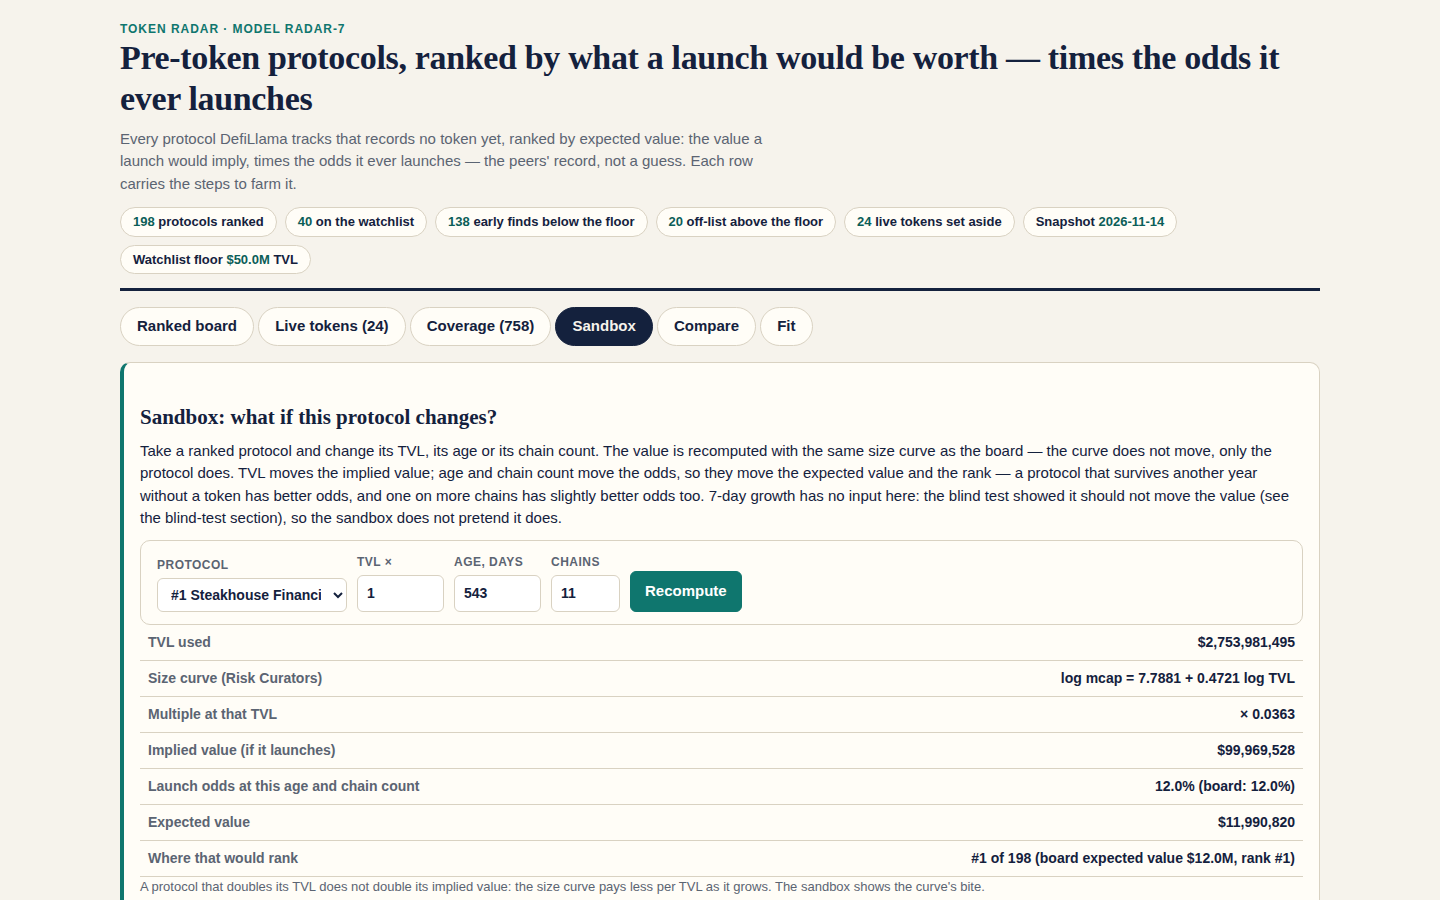 TOKEN RADAR · MODEL RADAR-7
Pre-token protocols, ranked by what a launch would be worth — times the odds it
ever launches
Every protocol DefiLlama tracks that records no token yet, ranked by expected value: the value a
launch would imply, times the odds it ever launches — the peers' record, not a guess. Each row
carries the steps to farm it.
198 protocols ranked
40 on the watchlist
138 early finds below the floor
20 off-list above the floor
24 live tokens set aside
Snapshot 2026-11-14
Watchlist floor $50.0M TVL
Ranked board
Live tokens (24)
Coverage (758)
Sandbox
Compare
Fit
Sandbox: what if this protocol changes?
Take a ranked protocol and change its TVL, its age or its chain count. The value is recomputed with the same size curve as the board — the curve does not move, only the
protocol does. TVL moves the implied value; age and chain count move the odds, so they move the expected value and the rank — a protocol that survives another year
without a token has better odds, and one on more chains has slightly better odds too. 7-day growth has no input here: the blind test showed it should not move the value (see
the blind-test section), so the sandbox does not pretend it does.
PROTOCOL
TVL ×
AGE, DAYS
CHAINS
#1 Steakhouse Financi
1
543
11
Recompute
TVL used
$2,753,981,495
Size curve (Risk Curators)
log mcap = 7.7881 + 0.4721 log TVL
Multiple at that TVL
× 0.0363
Implied value (if it launches)
$99,969,528
Launch odds at this age and chain count
12.0% (board: 12.0%)
Expected value
$11,990,820
Where that would rank
#1 of 198 (board expected value $12.0M, rank #1)
A protocol that doubles its TVL does not double its implied value: the size curve pays less per TVL as it grows. The sandbox shows the curve's bite.